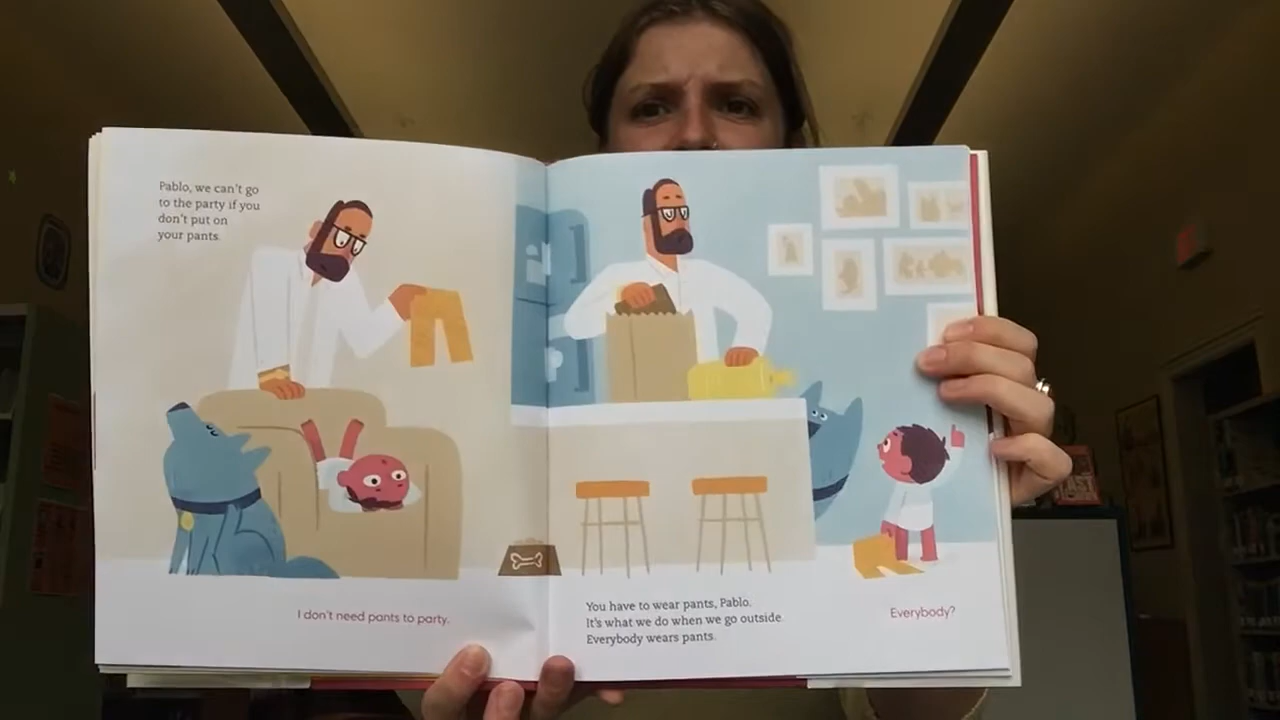 Pablo, we can't go
to the party if you
don't put on
your pants.
I don't need pants to party.
You have to wear pants, Pablo.
It's what we do when we go outside.
Everybody wears pants.
Everybody?